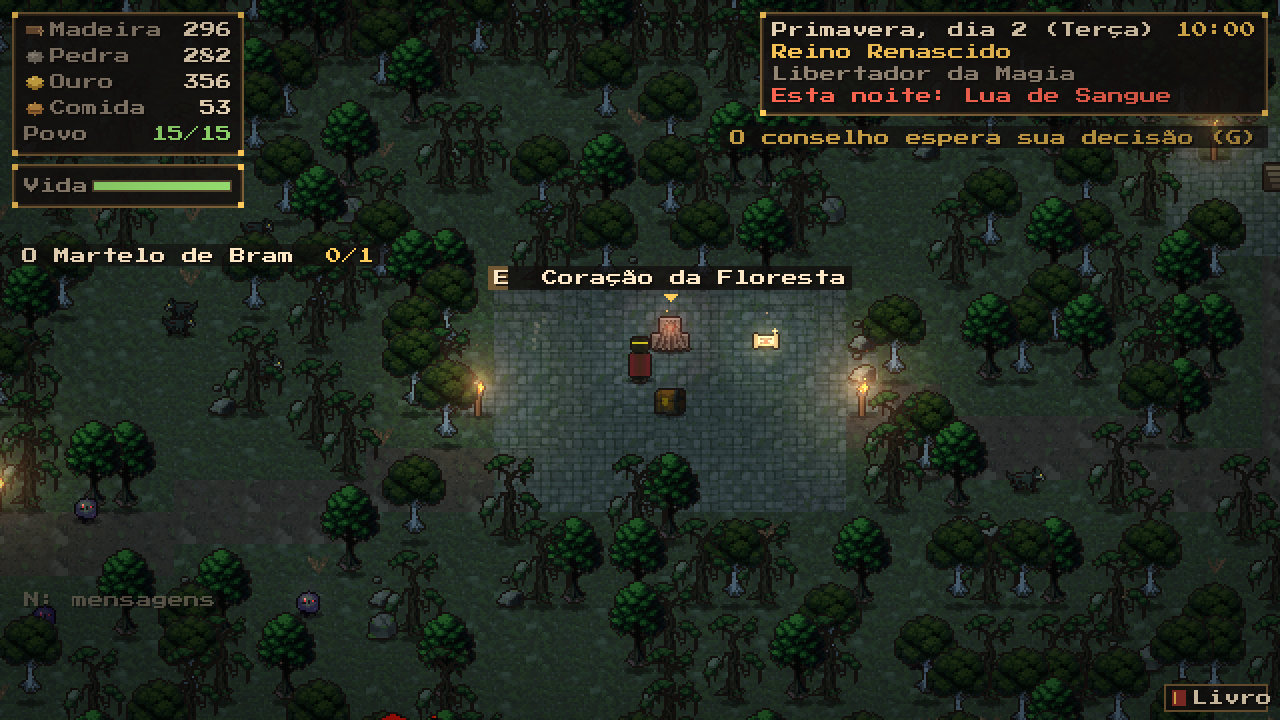 Madeira 296
Pedra 282
Ouro 356
Comida 53
Povo 15/15
Vida
Primavera, dia 2 (Terça) 10:00
Reino Renascido
Libertador da Magia
Esta noite: Lua de Sangue
O conselho espera sua decisão (G)
O Martelo de Bram 0/1
E Coração da Floresta
N: mensagens
Livro